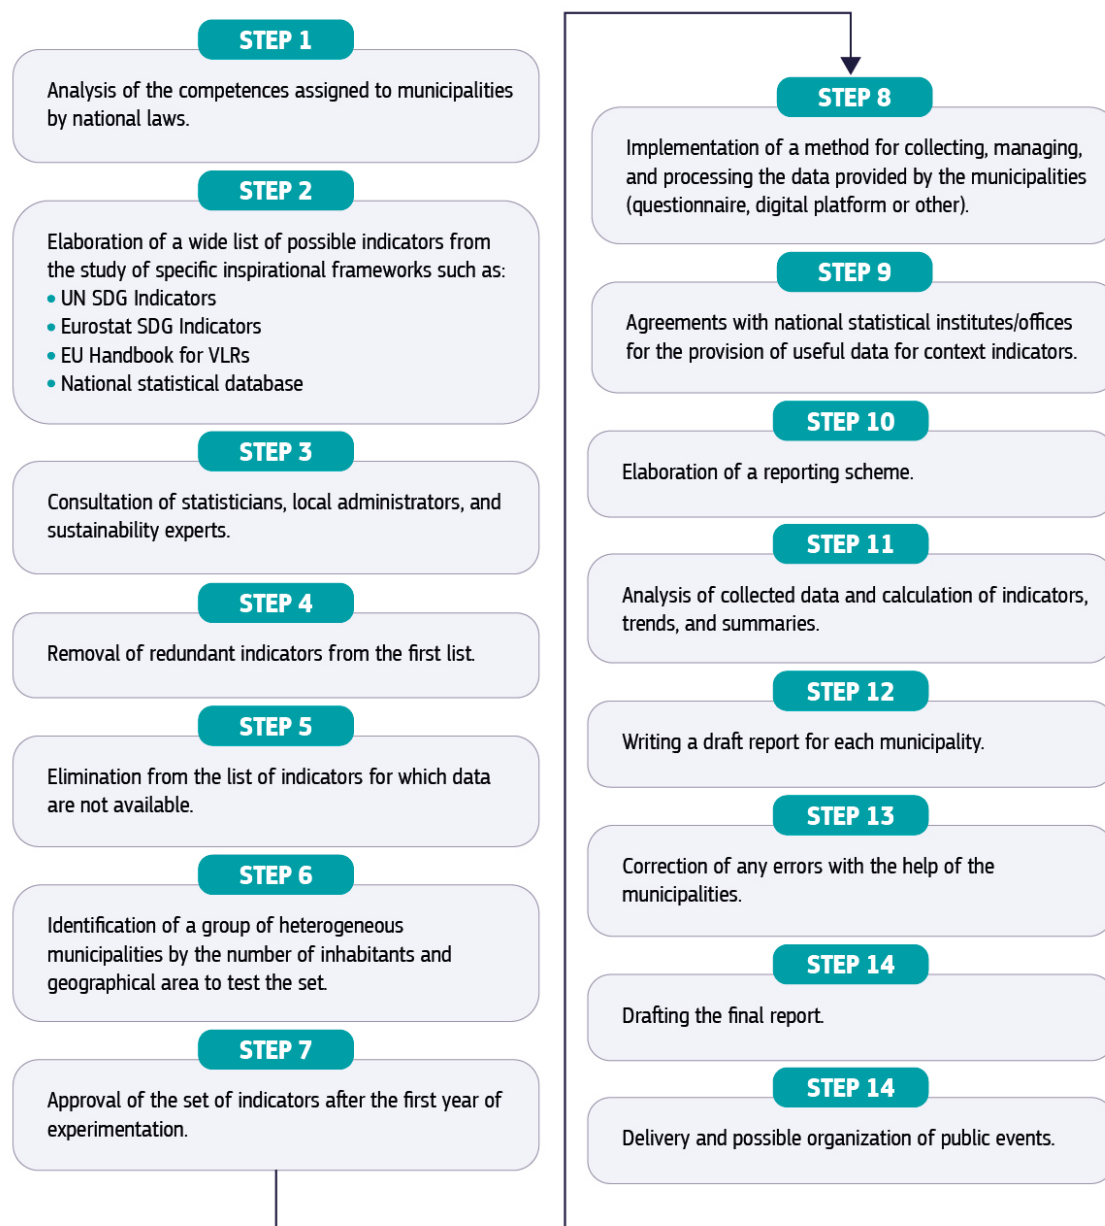 STEP 1
Analysis of the competences assigned to municipalities
by national laws.
STEP 2
Elaboration of a wide list of possible indicators from
the study of specific inspirational frameworks such as:
• UN SDG Indicators
• Eurostat SDG Indicators
• EU Handbook for VLRs
• National statistical database
STEP 3
Consultation of statisticians, local administrators, and
sustainability experts.
STEP 4
Removal of redundant indicators from the first list.
STEP 5
Elimination from the list of indicators for which data
are not available.
STEP 6
Identification of a group of heterogeneous
municipalities by the number of inhabitants and
geographical area to test the set.
STEP 7
Approval of the set of indicators after the first year of
experimentation.
STEP 8
Implementation of a method for collecting, managing,
and processing the data provided by the municipalities
(questionnaire, digital platform or other).
STEP 9
Agreements with national statistical institutes/offices
for the provision of useful data for context indicators.
STEP 10
Elaboration of a reporting scheme.
STEP 11
Analysis of collected data and calculation of indicators,
trends, and summaries.
STEP 12
Writing a draft report for each municipality.
STEP 13
Correction of any errors with the help of the
municipalities.
STEP 14
Drafting the final report.
STEP 14
Delivery and possible organization of public events.